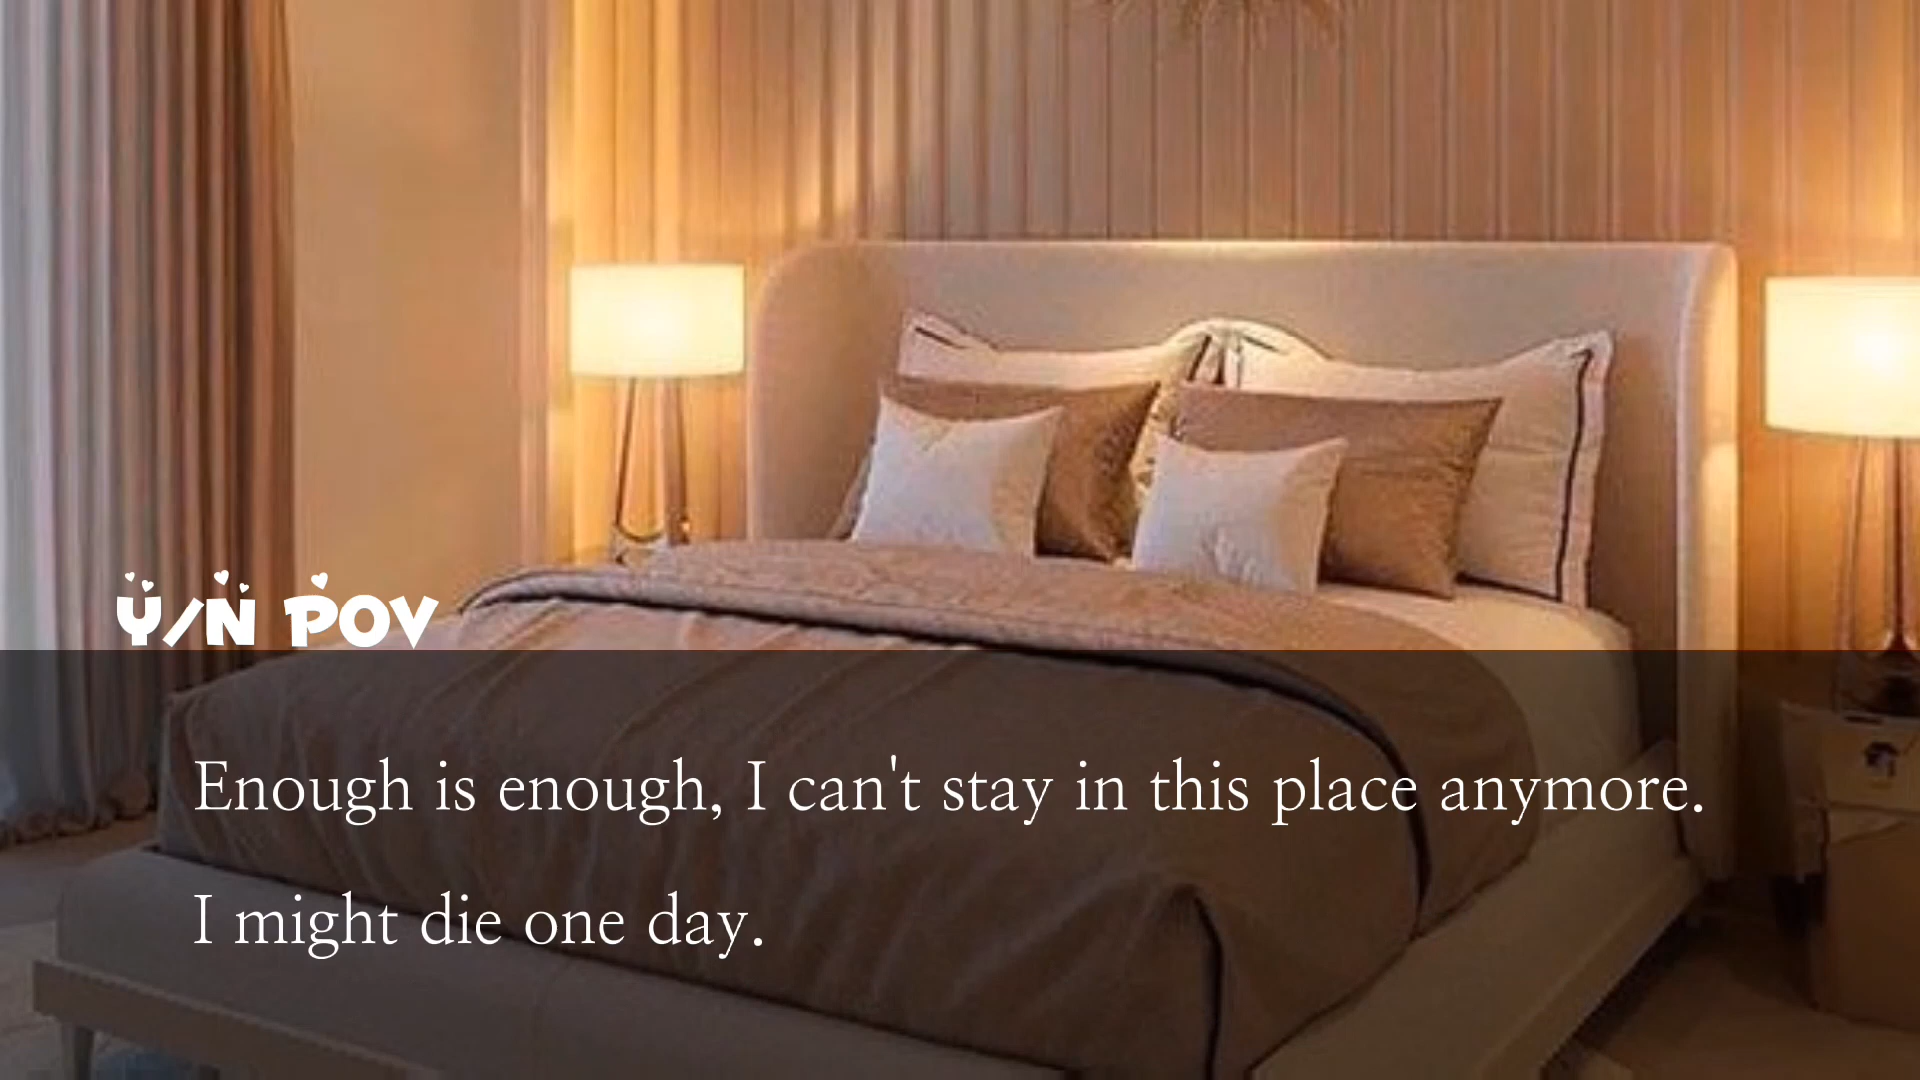 Y/N POV
Enough is enough, I can't stay in this place anymore.
I might die one day.